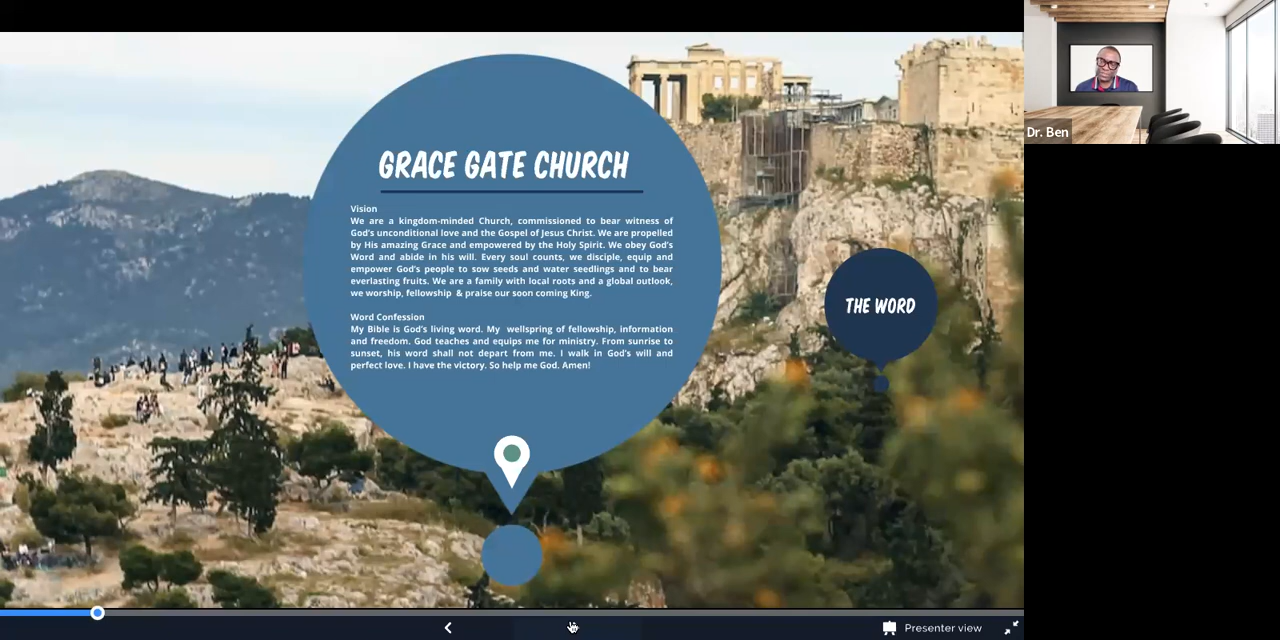 GRACE GATE CHURCH
Vision
We are a kingdom-minded Church, commissioned to bear witness of
God's unconditional love and the Gospel of Jesus Christ. We are propelled
by His amazing Grace and empowered by the Holy Spirit. We obey God's
Word and abide in his will. Every soul counts, we disciple, equip and
empower God's people to sow seeds and water seedlings and to bear
everlasting fruits. We are a family with local roots and a global outlook,
we worship, fellowship & praise our soon coming King.
Word Confession
My Bible is God's living word. My wellspring of fellowship, information
and freedom. God teaches and equips me for ministry. From sunrise to
sunset, his word shall not depart from me. I walk in God's will and
perfect love. I have the victory. So help me God. Amen!
THE WORD
Dr. Ben
Presenter view